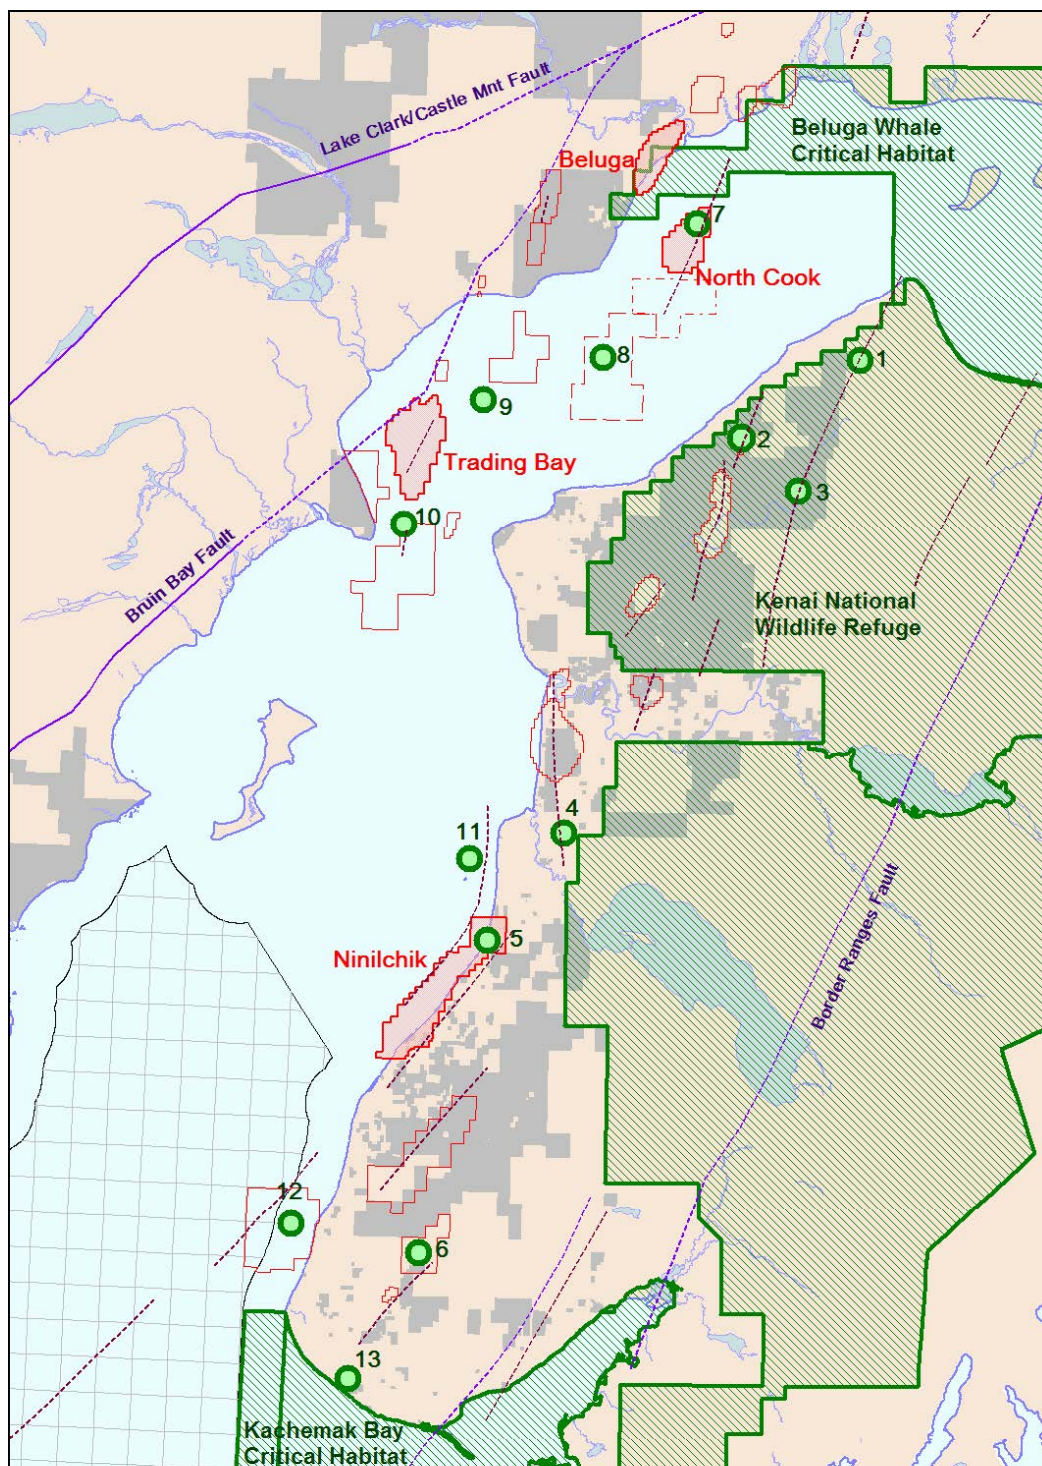 Lake Clark/Castle Mnt Fault
Beluga Whale
Critical Habitat
Beluga
7
North Cook
8
1
9
2
Trading Bay
3
10
Bruin Bay Fault
Kenai National
Wildlife Refuge
4
11
Border Ranges Fault
5
Ninilchik
12
6
13
Kachemak Bay
Critical Habitat